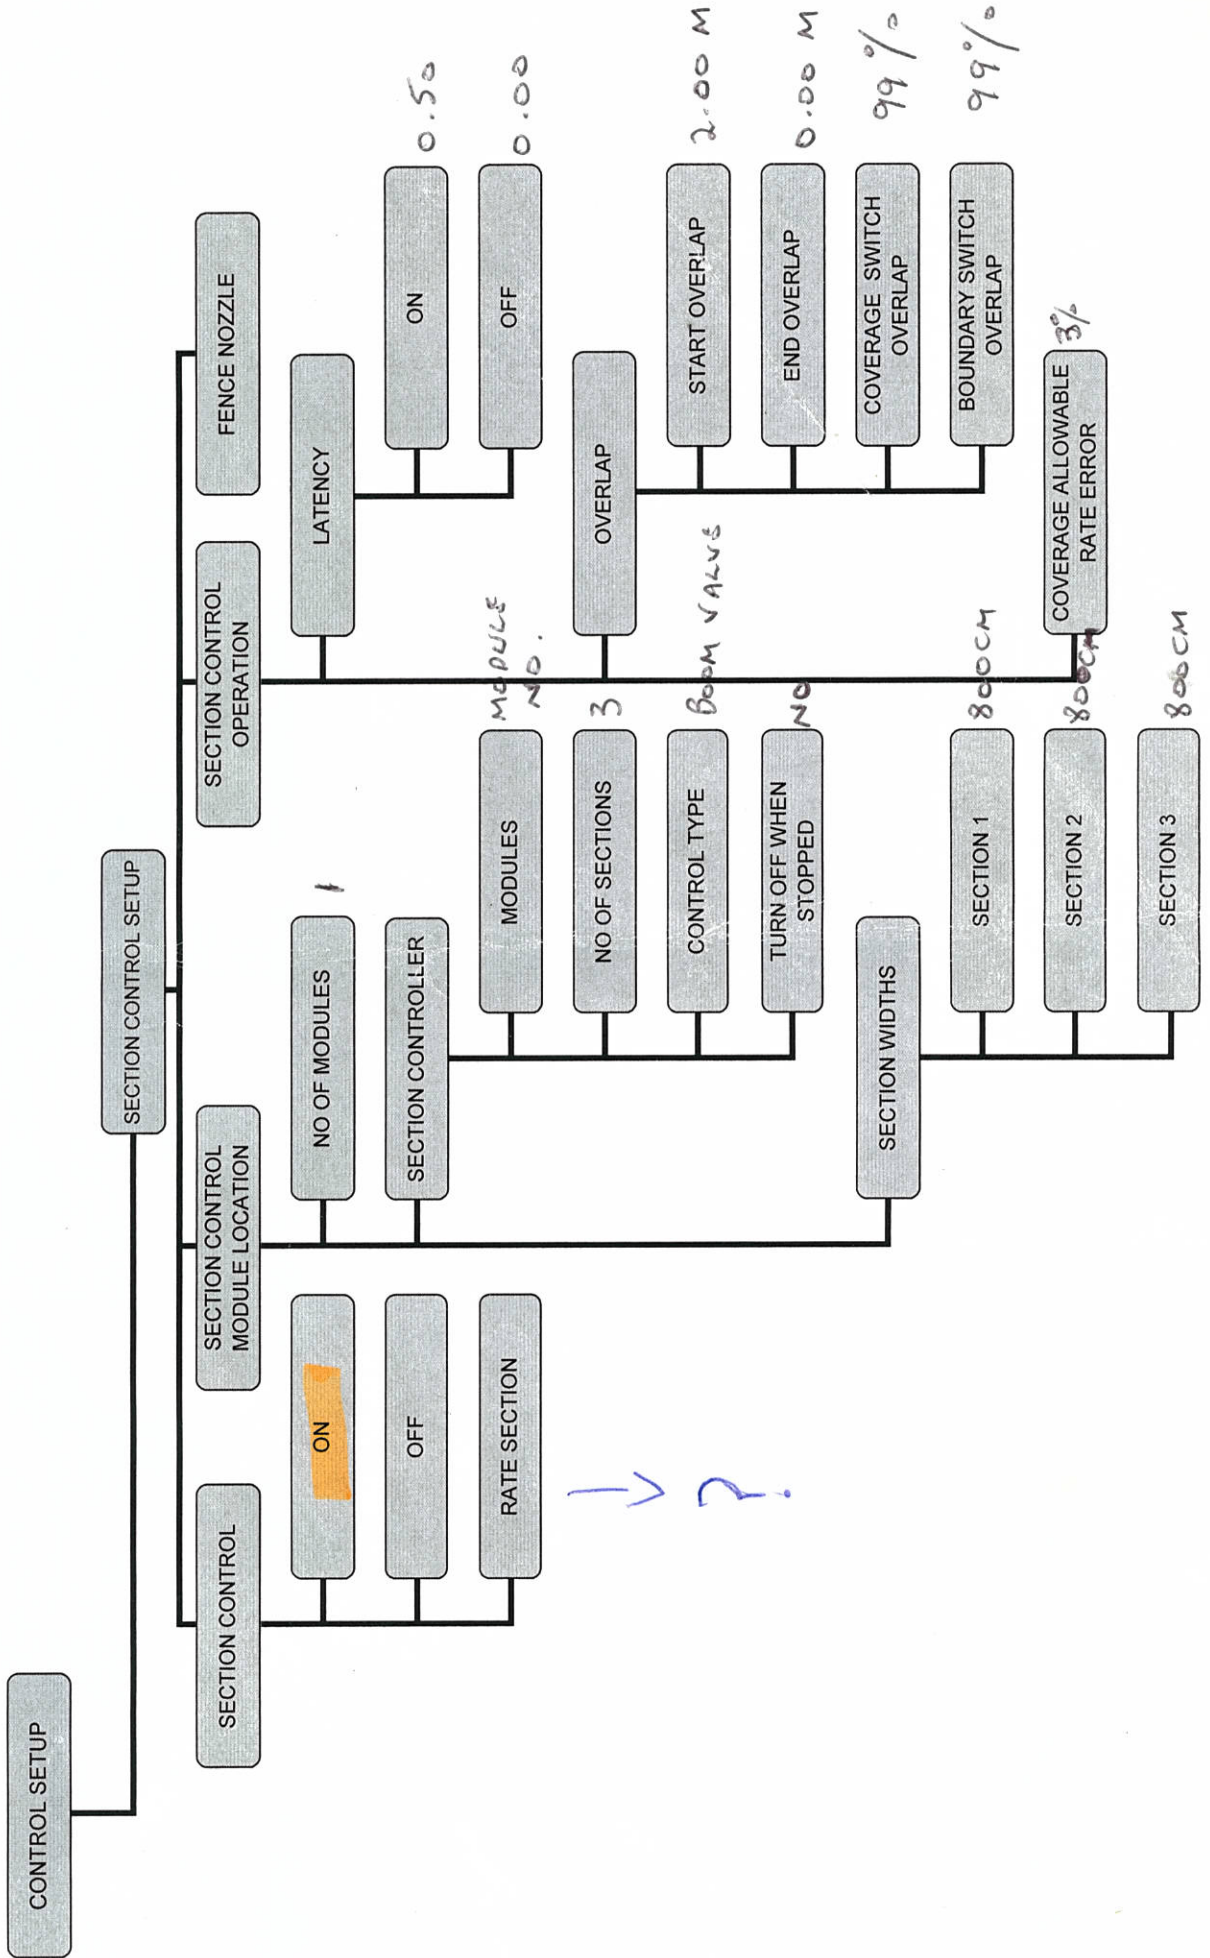 CONTROL SETUP
SECTION CONTROL SETUP
SECTION CONTROL
ON
OFF
RATE SECTION
?
SECTION CONTROL
MODULE LOCATION
NO OF MODULES
1
SECTION CONTROLLER
MODULES
MODULE
NO.
NO OF SECTIONS
3
CONTROL TYPE
BOOM VALVE
TURN OFF WHEN
STOPPED
NO
SECTION WIDTHS
SECTION 1
800CM
SECTION 2
800CM
SECTION 3
800CM
SECTION CONTROL
OPERATION
LATENCY
ON
0.50
OFF
0.00
OVERLAP
START OVERLAP
2.00 M
END OVERLAP
0.00 M
COVERAGE SWITCH
OVERLAP
99%
BOUNDARY SWITCH
OVERLAP
99%
COVERAGE ALLOWABLE
RATE ERROR
3%
FENCE NOZZLE